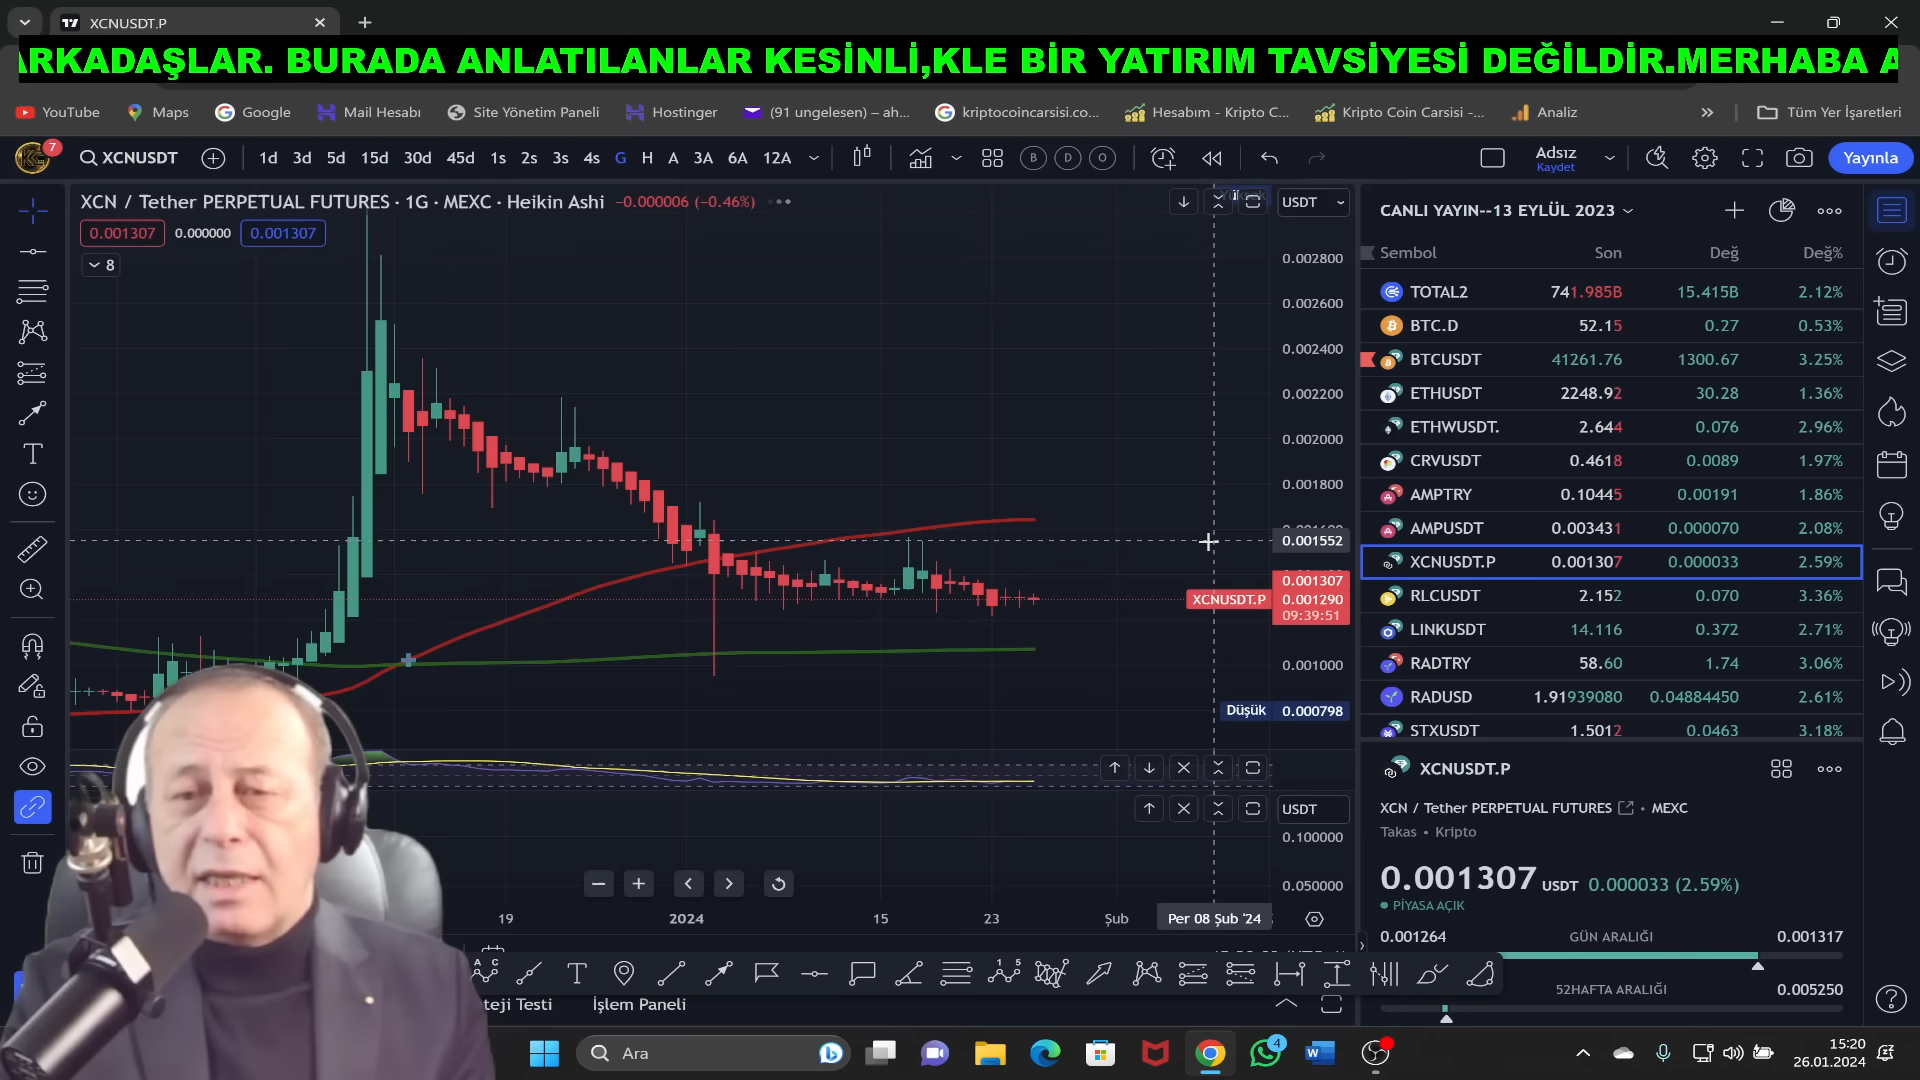 XCNUSDT.P
ARKADAŞLAR. BURADA ANLATILANLAR KESİNLİ,KLE BİR YATIRIM TAVSİYESİ DEĞİLDİR.MERHABA A
YouTube Maps Google Mail Hesabı Site Yönetim Paneli Hostinger (91 ungelesen) – ah... kriptocoincarsisi.co... Hesabım - Kripto C... Kripto Coin Carsisi -... Analiz » Tüm Yer İşaretleri
7 XCNUSDT 1d 3d 5d 15d 30d 45d 1s 2s 3s 4s G H A 3A 6A 12A B D O Adsız Kaydet Yayınla
XCN / Tether PERPETUAL FUTURES · 1G · MEXC · Heikin Ashi −0.000006 (−0.46%) USDT
0.001307 0.000000 0.001307
8
0.002800
0.002600
0.002400
0.002200
0.002000
0.001800
0.001552
0.001307
XCNUSDT.P 0.001290
09:39:51
0.001000
Düşük 0.000798
USDT
0.100000
0.050000
19 2024 15 23 Şub Per 08 Şub '24
teji Testi İşlem Paneli
CANLI YAYIN--13 EYLÜL 2023
Sembol Son Değ Değ%
TOTAL2 741.985B 15.415B 2.12%
BTC.D 52.15 0.27 0.53%
BTCUSDT 41261.76 1300.67 3.25%
ETHUSDT 2248.92 30.28 1.36%
ETHWUSDT. 2.644 0.076 2.96%
CRVUSDT 0.4618 0.0089 1.97%
AMPTRY 0.10445 0.00191 1.86%
AMPUSDT 0.003431 0.000070 2.08%
XCNUSDT.P 0.001307 0.000033 2.59%
RLCUSDT 2.152 0.070 3.36%
LINKUSDT 14.116 0.372 2.71%
RADTRY 58.60 1.74 3.06%
RADUSD 1.91939080 0.04884450 2.61%
STXUSDT 1.5012 0.0463 3.18%
XCNUSDT.P
XCN / Tether PERPETUAL FUTURES • MEXC
Takas • Kripto
0.001307 USDT 0.000033 (2.59%)
PİYASA AÇIK
0.001264 GÜN ARALIĞI 0.001317
52HAFTA ARALIĞI 0.005250
Ara 4 15:20
26.01.2024